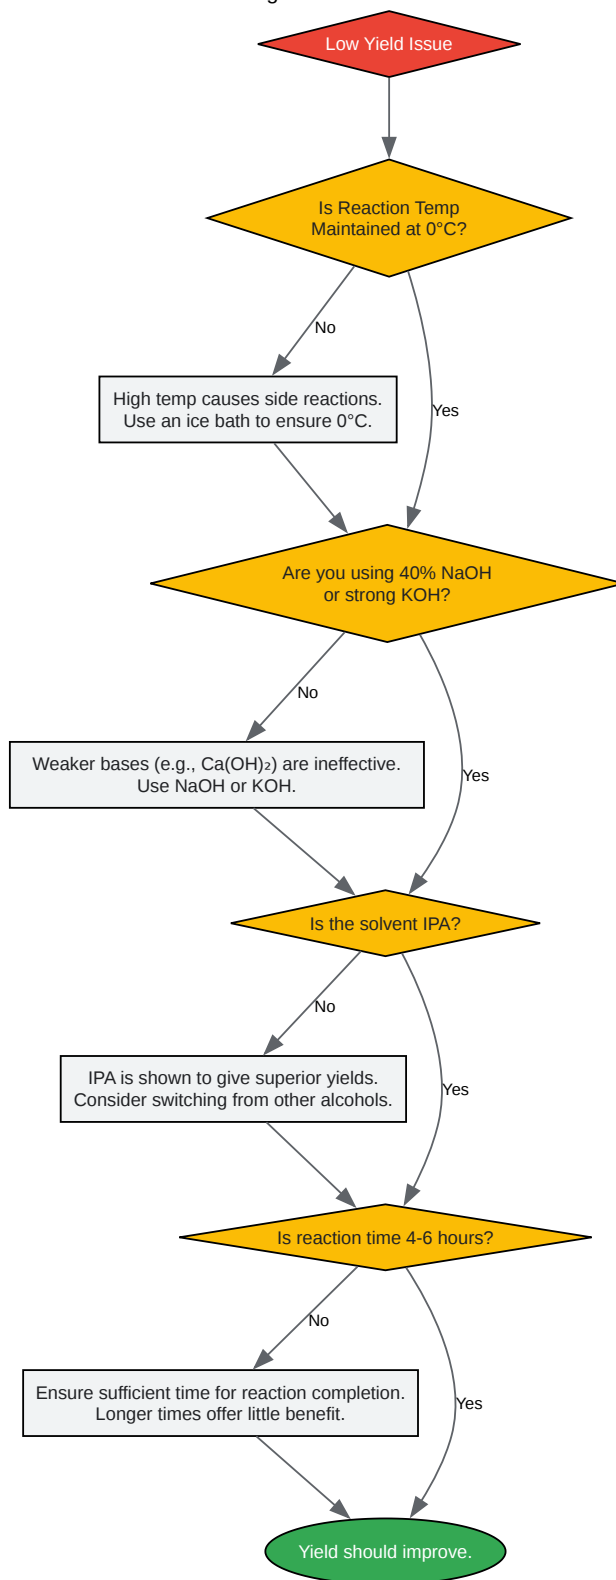 Low Yield Issue
Is Reaction Temp
Maintained at 0°C?
No
Yes
High temp causes side reactions.
Use an ice bath to ensure 0°C.
Are you using 40% NaOH
or strong KOH?
No
Yes
Weaker bases (e.g., Ca(OH)₂) are ineffective.
Use NaOH or KOH.
Is the solvent IPA?
No
Yes
IPA is shown to give superior yields.
Consider switching from other alcohols.
Is reaction time 4-6 hours?
No
Yes
Ensure sufficient time for reaction completion.
Longer times offer little benefit.
Yield should improve.